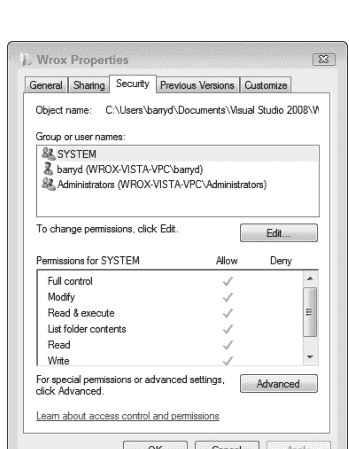 Wrox Properties
General Sharing Security Previous Versions Customize
Object name: C:\Users\barryd\Documents\Visual Studio 2008\W
Group or user names:
SYSTEM
barryd (WROX-VISTA-VPC\barryd)
Administrators (WROX-VISTA-VPC\Administrators)
To change permissions, click Edit.
Edit...
Permissions for SYSTEM Allow Deny
Full control
Modify
Read & execute
List folder contents
Read
Write
For special permissions or advanced settings,
click Advanced.
Advanced
Learn about access control and permissions
OK Cancel Apply